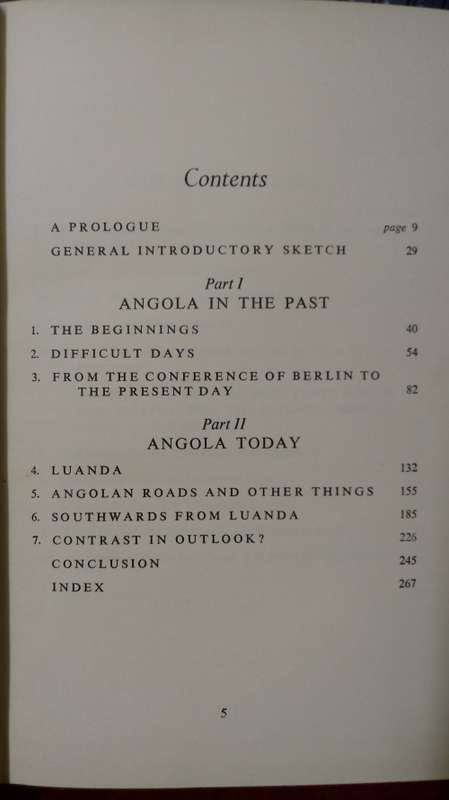 Contents
A PROLOGUE page 9
GENERAL INTRODUCTORY SKETCH 29
Part I
ANGOLA IN THE PAST
1. THE BEGINNINGS 40
2. DIFFICULT DAYS 54
3. FROM THE CONFERENCE OF BERLIN TO
THE PRESENT DAY 82
Part II
ANGOLA TODAY
4. LUANDA 132
5. ANGOLAN ROADS AND OTHER THINGS 155
6. SOUTHWARDS FROM LUANDA 185
7. CONTRAST IN OUTLOOK? 226
CONCLUSION 245
INDEX 267
5